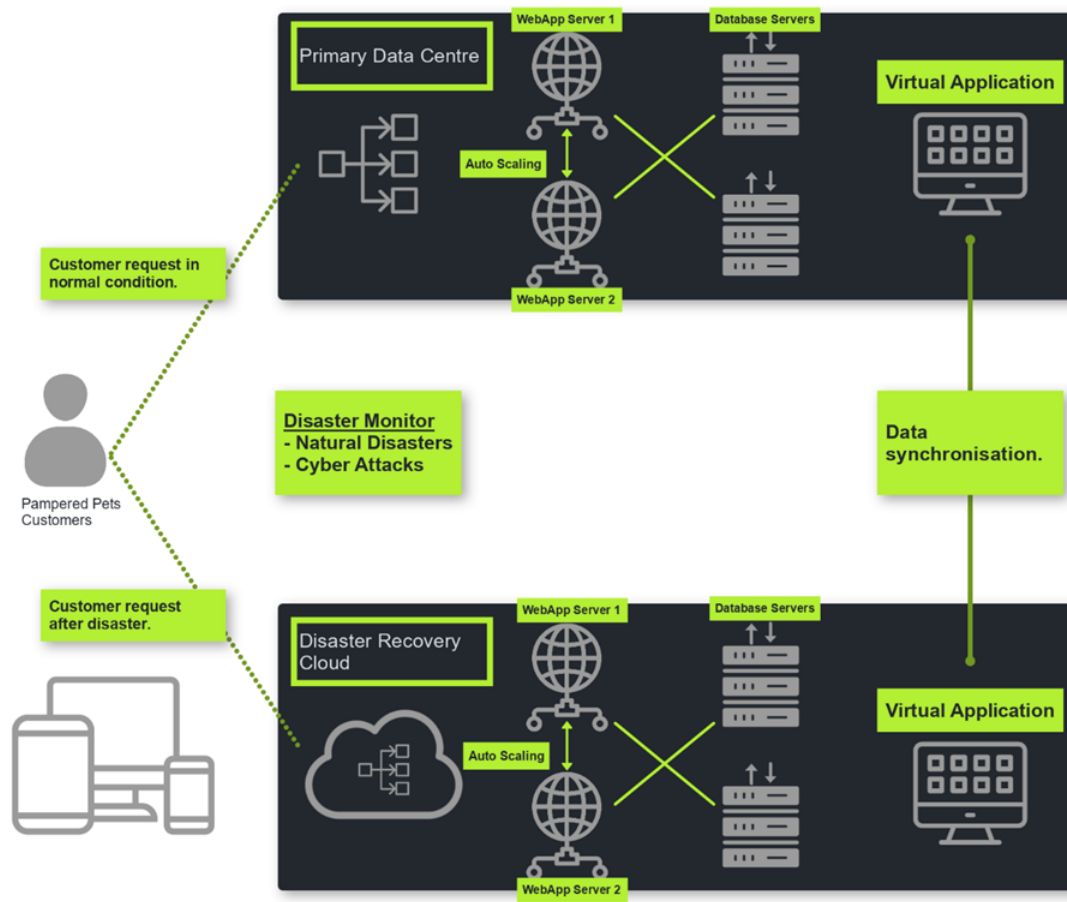 WebApp Server 1
Database Servers
Primary Data Centre
Virtual Application
Auto Scaling
WebApp Server 2
Customer request in
normal condition.
Pampered Pets
Customers
Disaster Monitor
- Natural Disasters
- Cyber Attacks
Data
synchronisation.
Customer request
after disaster.
WebApp Server 1
Database Servers
Disaster Recovery
Cloud
Virtual Application
Auto Scaling
WebApp Server 2